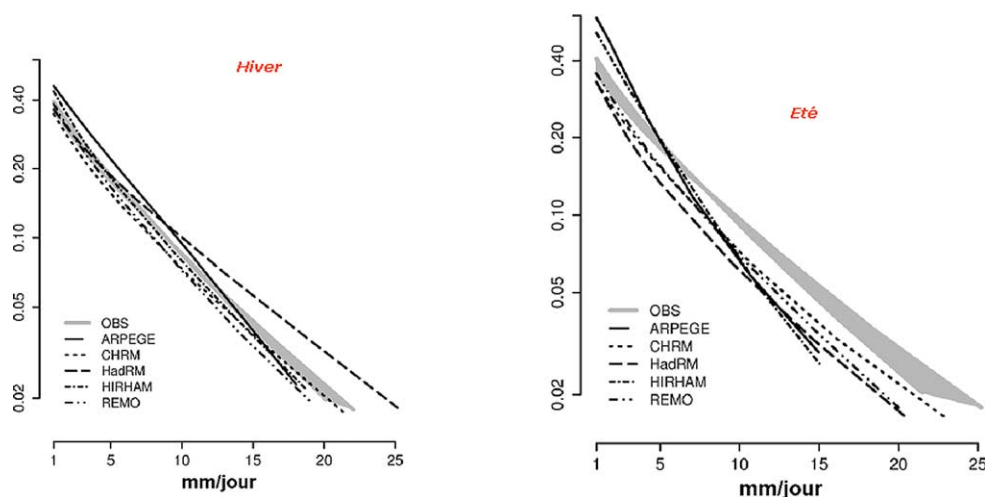 Hiver
0.40
0.20
0.10
0.05
0.02
OBS
ARPEGE
CHRM
HadRM
HIRHAM
REMO
1 5 10 15 20 25
mm/jour
Eté
0.40
0.20
0.10
0.05
0.02
OBS
ARPEGE
CHRM
HadRM
HIRHAM
REMO
1 5 10 15 20 25
mm/jour